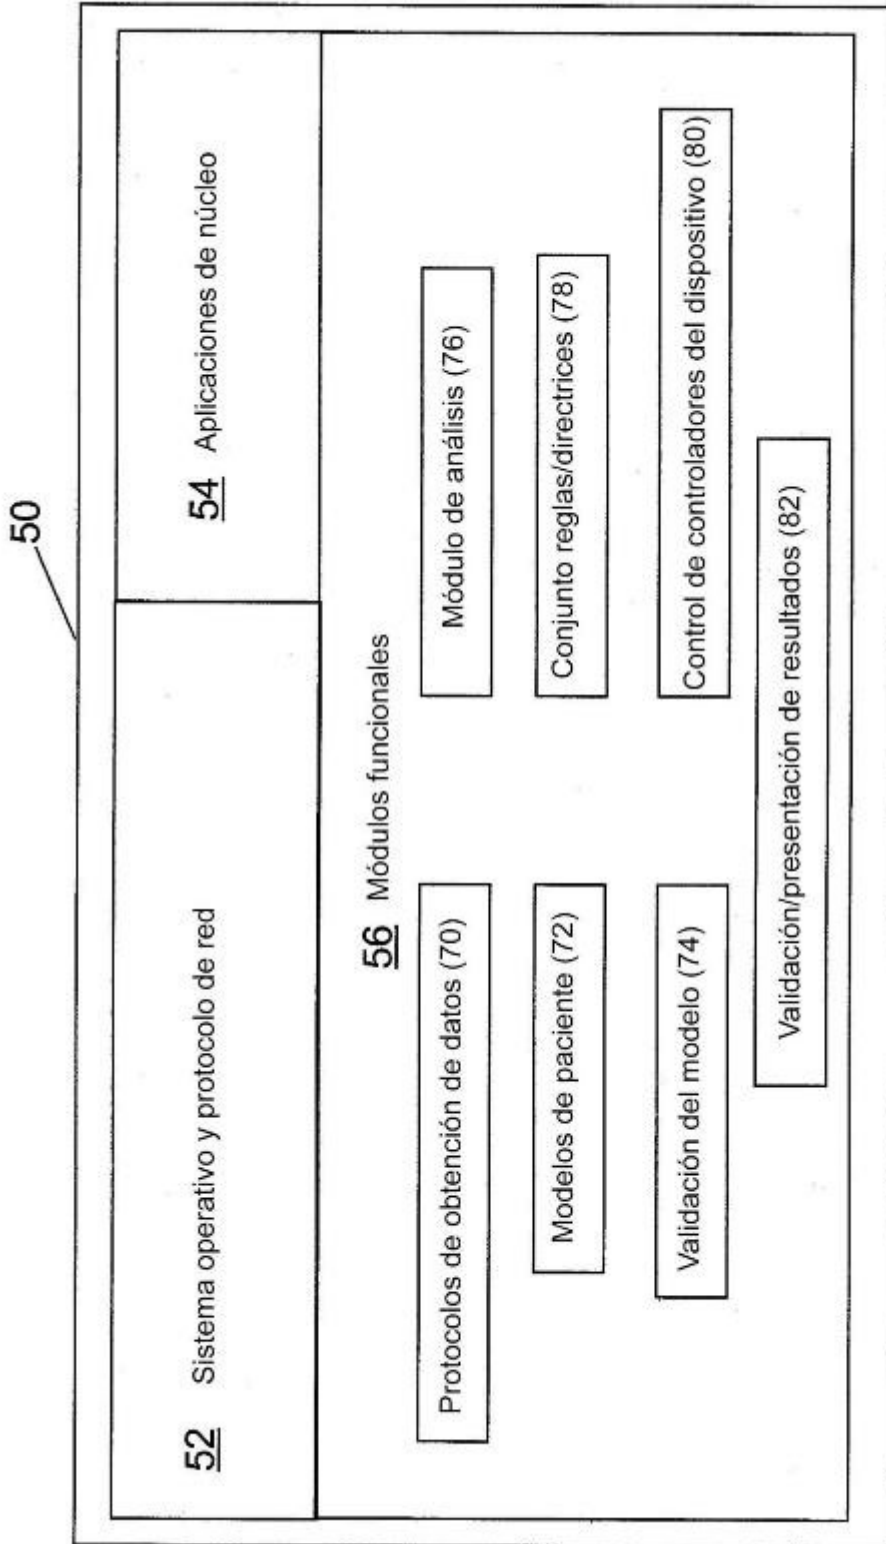 50
52 Sistema operativo y protocolo de red
54 Aplicaciones de núcleo
56 Módulos funcionales
Protocolos de obtención de datos (70)
Modelos de paciente (72)
Validación del modelo (74)
Módulo de análisis (76)
Conjunto reglas/directrices (78)
Control de controladores del dispositivo (80)
Validación/presentación de resultados (82)